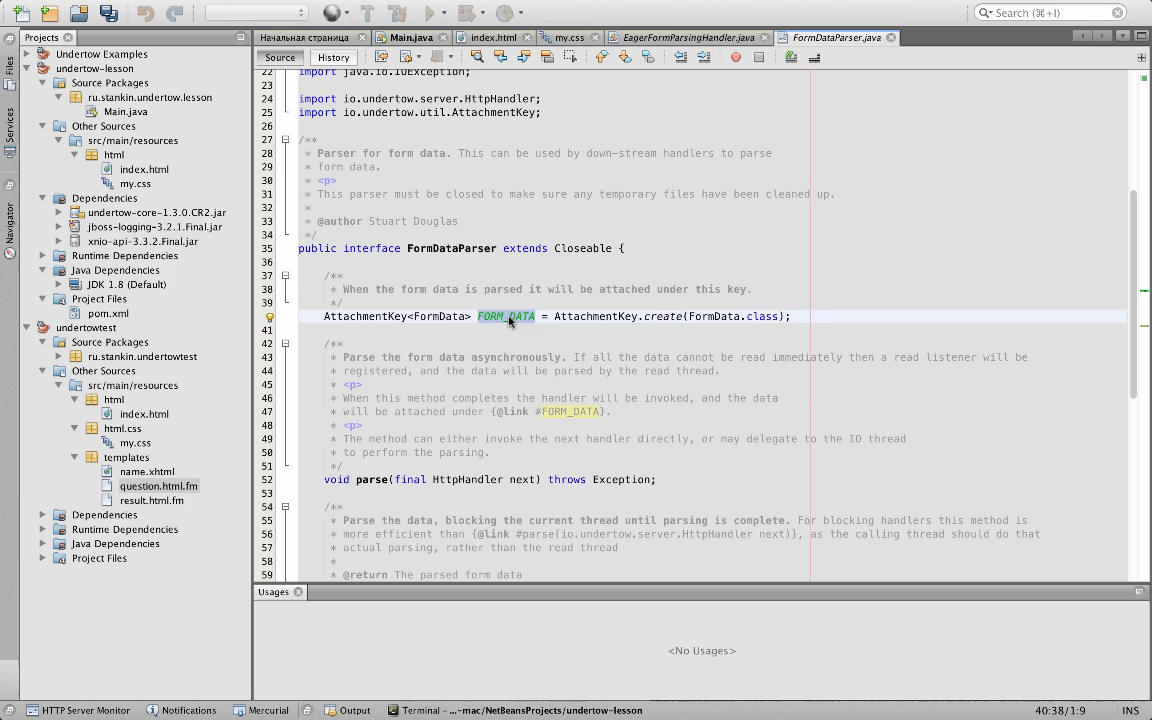 Search (⌘+I)
Projects
Начальная страница
Main.java
index.html
my.css
EagerFormParsingHandler.java
FormDataParser.java
Source
History
Files
Services
Navigator
Undertow Examples
undertow-lesson
Source Packages
ru.stankin.undertow.lesson
Main.java
Other Sources
src/main/resources
html
index.html
my.css
Dependencies
undertow-core-1.3.0.CR2.jar
jboss-logging-3.2.1.Final.jar
xnio-api-3.3.2.Final.jar
Runtime Dependencies
Java Dependencies
JDK 1.8 (Default)
Project Files
pom.xml
undertowtest
Source Packages
ru.stankin.undertowtest
Other Sources
src/main/resources
html
index.html
html.css
my.css
templates
name.xhtml
question.html.fm
result.html.fm
Dependencies
Runtime Dependencies
Java Dependencies
Project Files
22 import java.io.IOException;
23
24 import io.undertow.server.HttpHandler;
25 import io.undertow.util.AttachmentKey;
26
27 /**
28 * Parser for form data. This can be used by down-stream handlers to parse
29 * form data.
30 * <p>
31 * This parser must be closed to make sure any temporary files have been cleaned up.
32 *
33 * @author Stuart Douglas
34 */
35 public interface FormDataParser extends Closeable {
36
37 /**
38 * When the form data is parsed it will be attached under this key.
39 */
AttachmentKey<FormData> FORM_DATA = AttachmentKey.create(FormData.class);
41
42 /**
43 * Parse the form data asynchronously. If all the data cannot be read immediately then a read listener will be
44 * registered, and the data will be parsed by the read thread.
45 * <p>
46 * When this method completes the handler will be invoked, and the data
47 * will be attached under {@link #FORM_DATA}.
48 * <p>
49 * The method can either invoke the next handler directly, or may delegate to the IO thread
50 * to perform the parsing.
51 */
52 void parse(final HttpHandler next) throws Exception;
53
54 /**
55 * Parse the data, blocking the current thread until parsing is complete. For blocking handlers this method is
56 * more efficient than {@link #parse(io.undertow.server.HttpHandler next)}, as the calling thread should do that
57 * actual parsing, rather than the read thread
58 *
59 * @return The parsed form data
Usages
<No Usages>
HTTP Server Monitor
Notifications
Mercurial
Output
Terminal - ...-mac/NetBeansProjects/undertow-lesson
40:38/1:9
INS